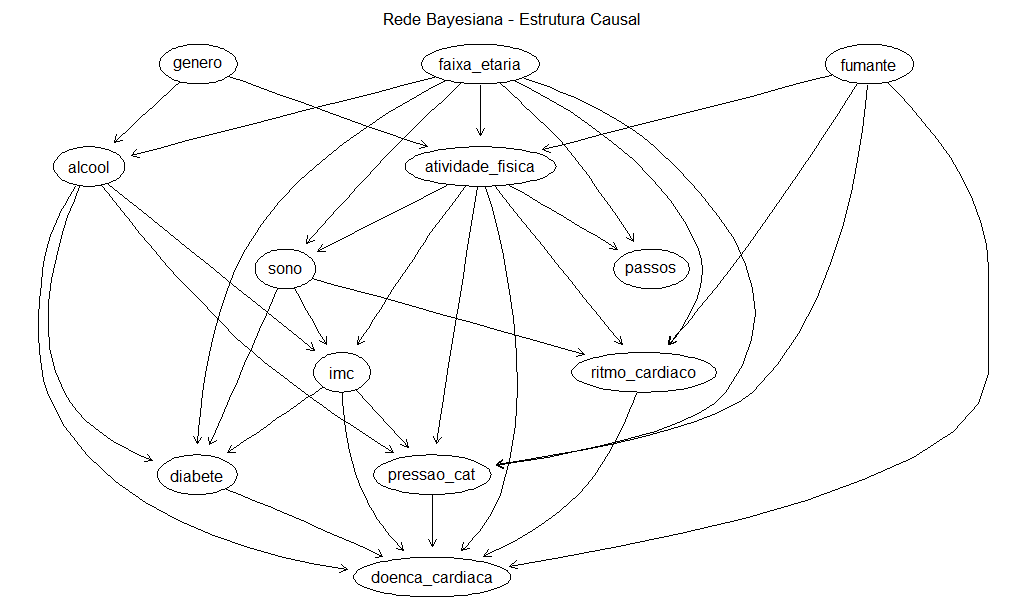 Rede Bayesiana - Estrutura Causal
genero
faixa_etaria
fumante
alcool
atividade_fisica
sono
passos
imc
ritmo_cardiaco
diabete
pressao_cat
doenca_cardiaca